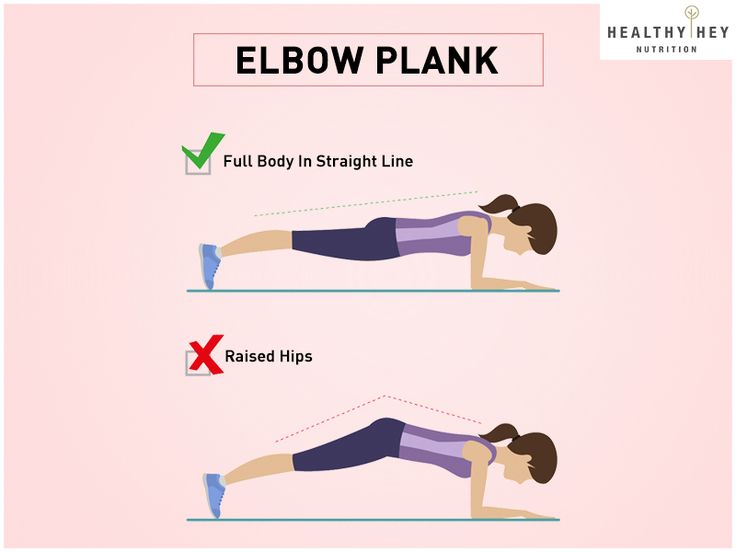 HEALTHY HEY
NUTRITION
ELBOW PLANK
Full Body In Straight Line
Raised Hips